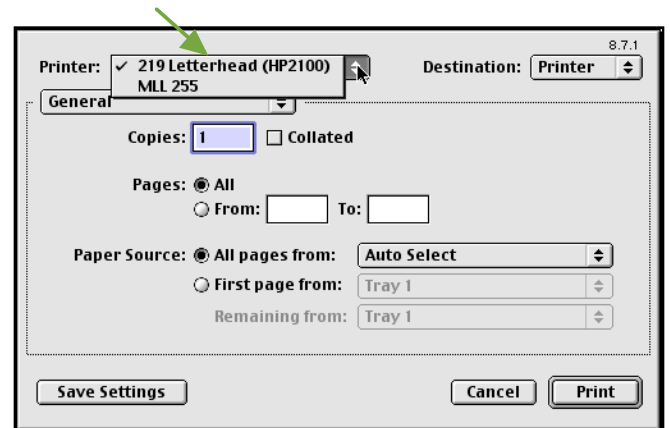 8.7.1
Printer: ✓ 219 Letterhead (HP2100) Destination: Printer
MLL 255
General
Copies: 1 Collated
Pages: All
From: To:
Paper Source: All pages from: Auto Select
First page from: Tray 1
Remaining from: Tray 1
Save Settings Cancel Print